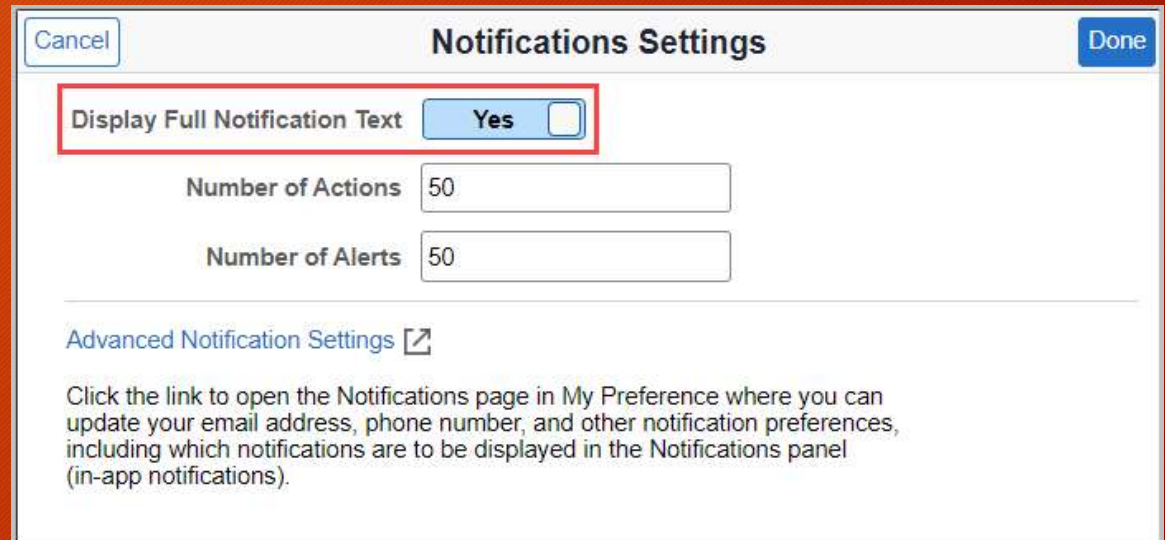 Cancel
Notifications Settings
Done
Display Full Notification Text Yes
Number of Actions 50
Number of Alerts 50
Advanced Notification Settings
Click the link to open the Notifications page in My Preference where you can
update your email address, phone number, and other notification preferences,
including which notifications are to be displayed in the Notifications panel
(in-app notifications).